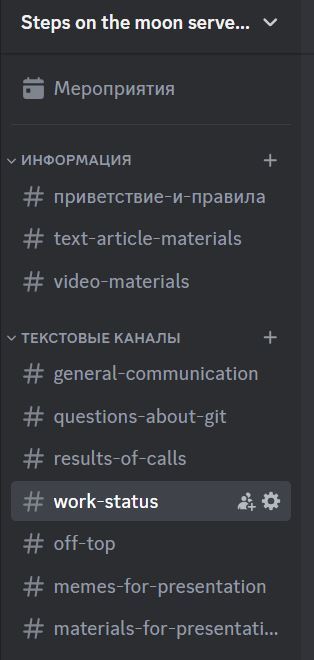 Steps on the moon serve...
Мероприятия
ИНФОРМАЦИЯ
приветствие-и-правила
text-article-materials
video-materials
ТЕКСТОВЫЕ КАНАЛЫ
general-communication
questions-about-git
results-of-calls
work-status
off-top
memes-for-presentation
materials-for-presentati...